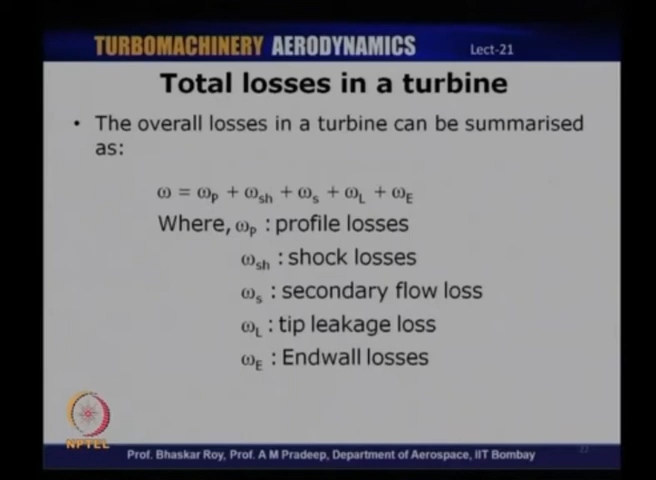 TURBOMACHINERY AERODYNAMICS Lect-21
Total losses in a turbine
• The overall losses in a turbine can be summarised
as:
ω = ωP + ωsh + ωs + ωL + ωE
Where, ωP : profile losses
ωsh : shock losses
ωs : secondary flow loss
ωL : tip leakage loss
ωE : Endwall losses
NPTEL
Prof. Bhaskar Roy, Prof. A M Pradeep, Department of Aerospace, IIT Bombay